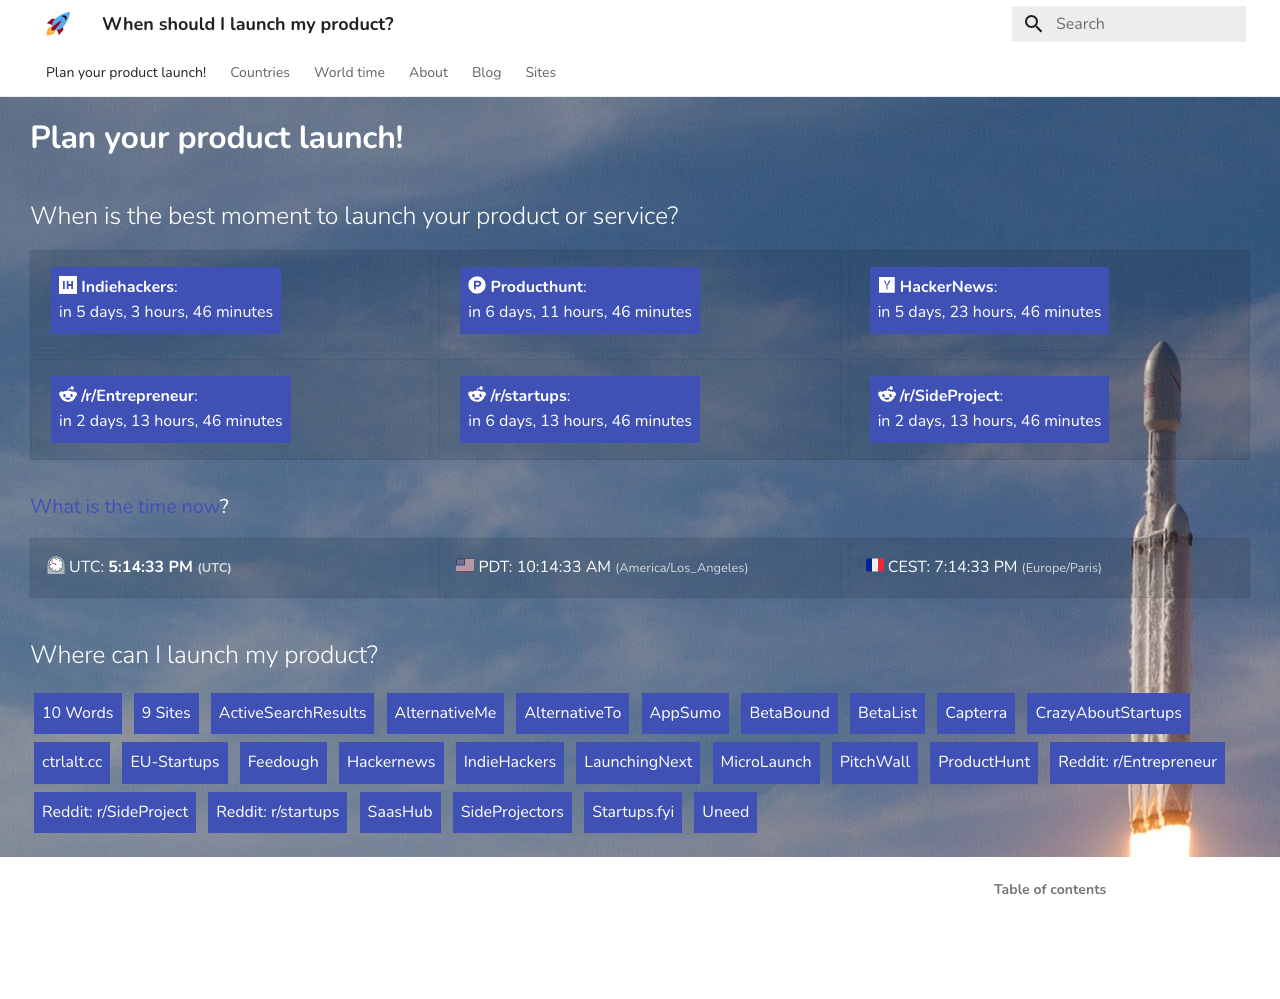 When should I launch my product?
Search
Plan your product launch! Countries World time About Blog Sites
Plan your product launch!
When is the best moment to launch your product or service?
IH Indiehackers:
in 5 days, 3 hours, 46 minutes
P Producthunt:
in 6 days, 11 hours, 46 minutes
Y HackerNews:
in 5 days, 23 hours, 46 minutes
/r/Entrepreneur:
in 2 days, 13 hours, 46 minutes
/r/startups:
in 6 days, 13 hours, 46 minutes
/r/SideProject:
in 2 days, 13 hours, 46 minutes
What is the time now?
UTC: 5:14:33 PM (UTC)
PDT: 10:14:33 AM (America/Los_Angeles)
CEST: 7:14:33 PM (Europe/Paris)
Where can I launch my product?
10 Words 9 Sites ActiveSearchResults AlternativeMe AlternativeTo AppSumo BetaBound BetaList Capterra CrazyAboutStartups
ctrlalt.cc EU-Startups Feedough Hackernews IndieHackers LaunchingNext MicroLaunch PitchWall ProductHunt Reddit: r/Entrepreneur
Reddit: r/SideProject Reddit: r/startups SaasHub SideProjectors Startups.fyi Uneed
Table of contents